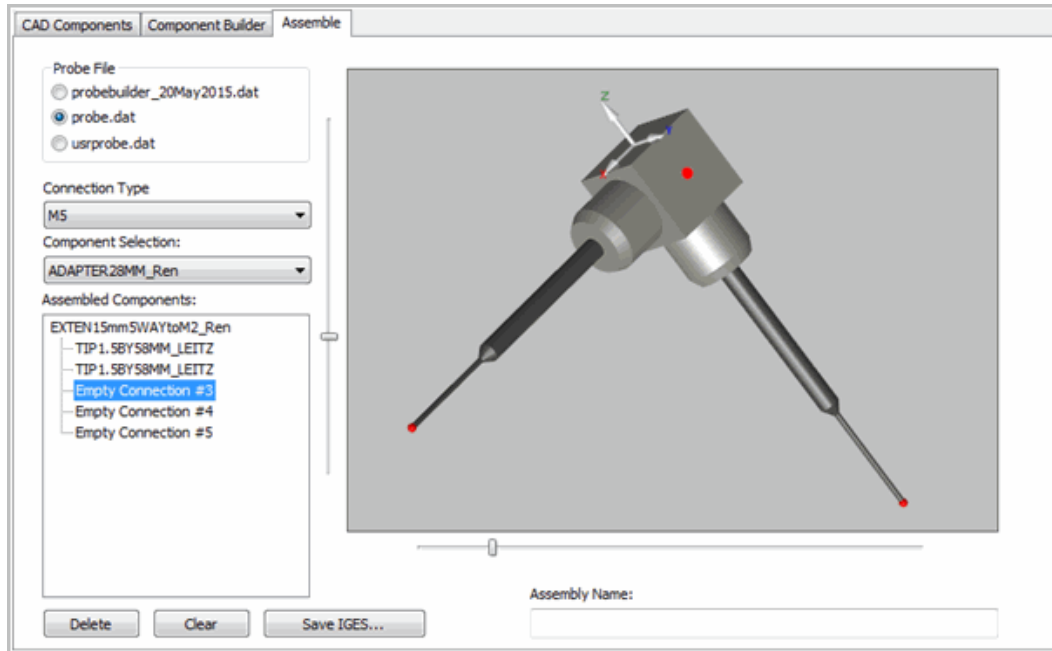 CAD Components Component Builder Assemble
Probe File
probebuilder_20May2015.dat
probe.dat
usrprobe.dat
Connection Type
M5
Component Selection:
ADAPTER28MM_Ren
Assembled Components:
EXTEN15mm5WAYtoM2_Ren
TIP1.5BY58MM_LEITZ
TIP1.5BY58MM_LEITZ
Empty Connection #3
Empty Connection #4
Empty Connection #5
Delete Clear Save IGES...
Z
Y
Assembly Name: